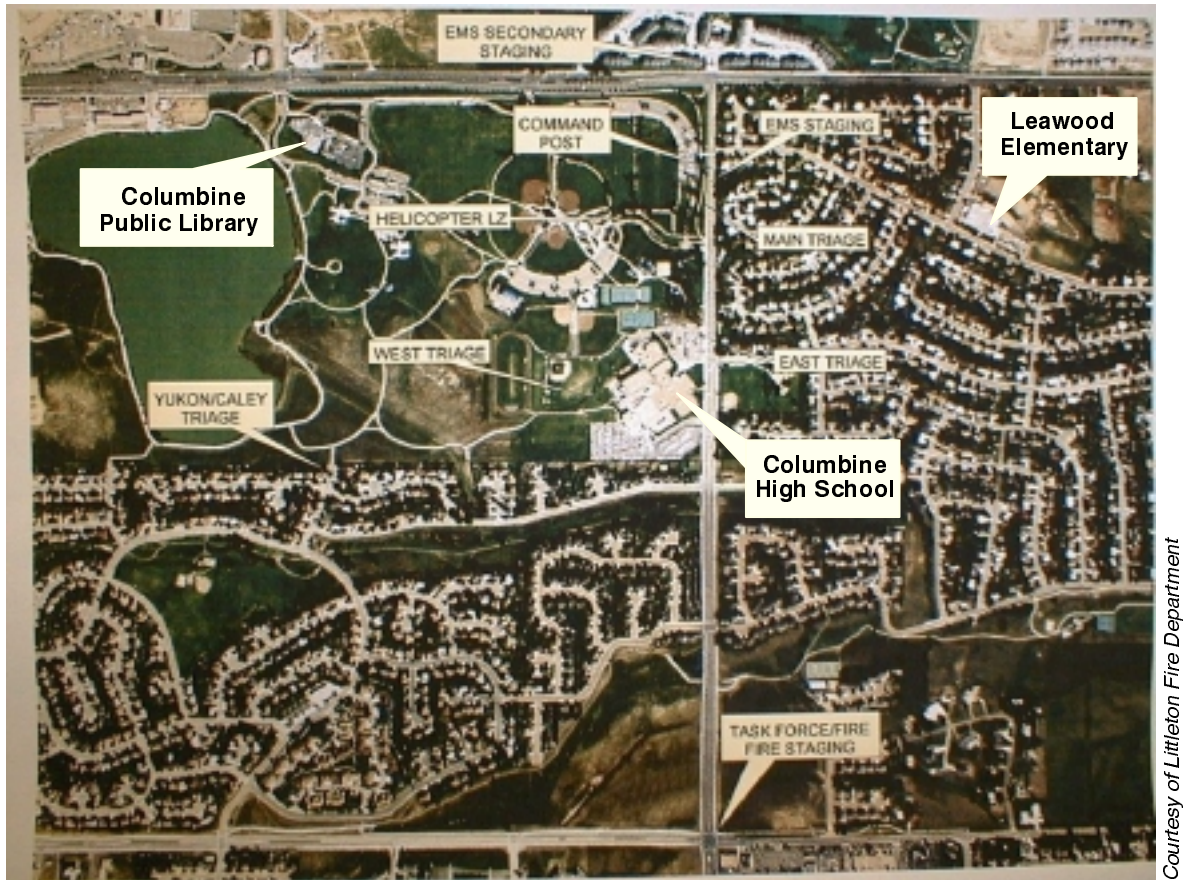 EMS SECONDARY
STAGING
COMMAND
POST
EMS STAGING
Leawood
Elementary
Columbine
Public Library
HELICOPTER LZ
MAIN TRIAGE
WEST TRIAGE
EAST TRIAGE
YUKON/CALEY
TRIAGE
Columbine
High School
TASK FORCE/FIRE
FIRE STAGING
Courtesy of Littleton Fire Department